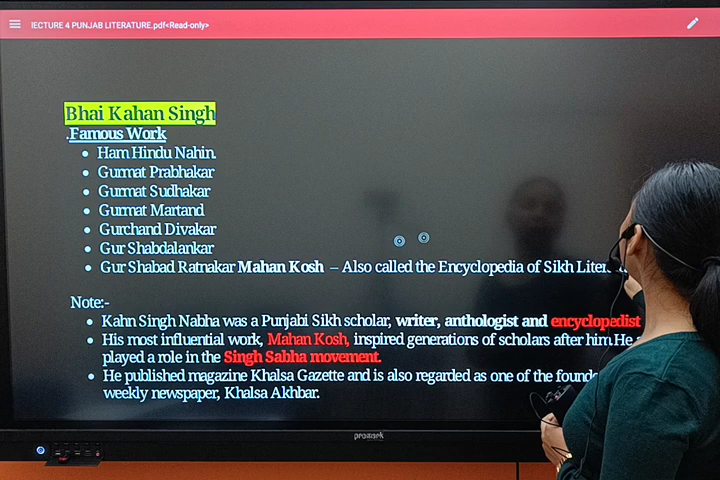 lECTURE 4 PUNJAB LITERATURE.pdf<Read-only>
Bhai Kahan Singh
.Famous Work
• Ham Hindu Nahin.
• Gurmat Prabhakar
• Gurmat Sudhakar
• Gurmat Martand
• Gurchand Divakar
• Gur Shabdalankar
• Gur Shabad Ratnakar Mahan Kosh – Also called the Encyclopedia of Sikh
Note:-
• Kahn Singh Nabha was a Punjabi Sikh scholar, writer, anthologist and encyclopedist
• His most influential work, Mahan Kosh, inspired generations of scholars after him.He
played a role in the Singh Sabha movement.
• He published magazine Khalsa Gazette and is also regarded as one of the
weekly newspaper, Khalsa Akhbar.
promark